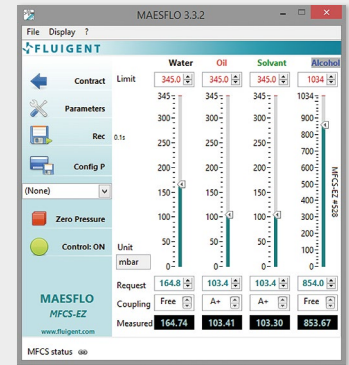 MAESFLO 3.3.2
File Display ?
FLUIGENT
Water Oil Solvant Alcohol
Contract Limit 345.0 345.0 345.0 1034
345 345 345 1034
Parameters 300 300 300 900
800
Rec 0.1s 250 250 250 700
600
Config P 200 200 200
500
(None) 150 150 150
400
Zero Pressure 100 100 100 300
200
Control: ON Unit 50 50 50
100
mbar 0 0 0 0
MFCS-EZ #528
Request 164.8 103.4 103.4 854.0
MAESFLO Coupling Free A+ A+ Free
MFCS-EZ
Measured 164.74 103.41 103.30 853.67
www.fluigent.com
MFCS status